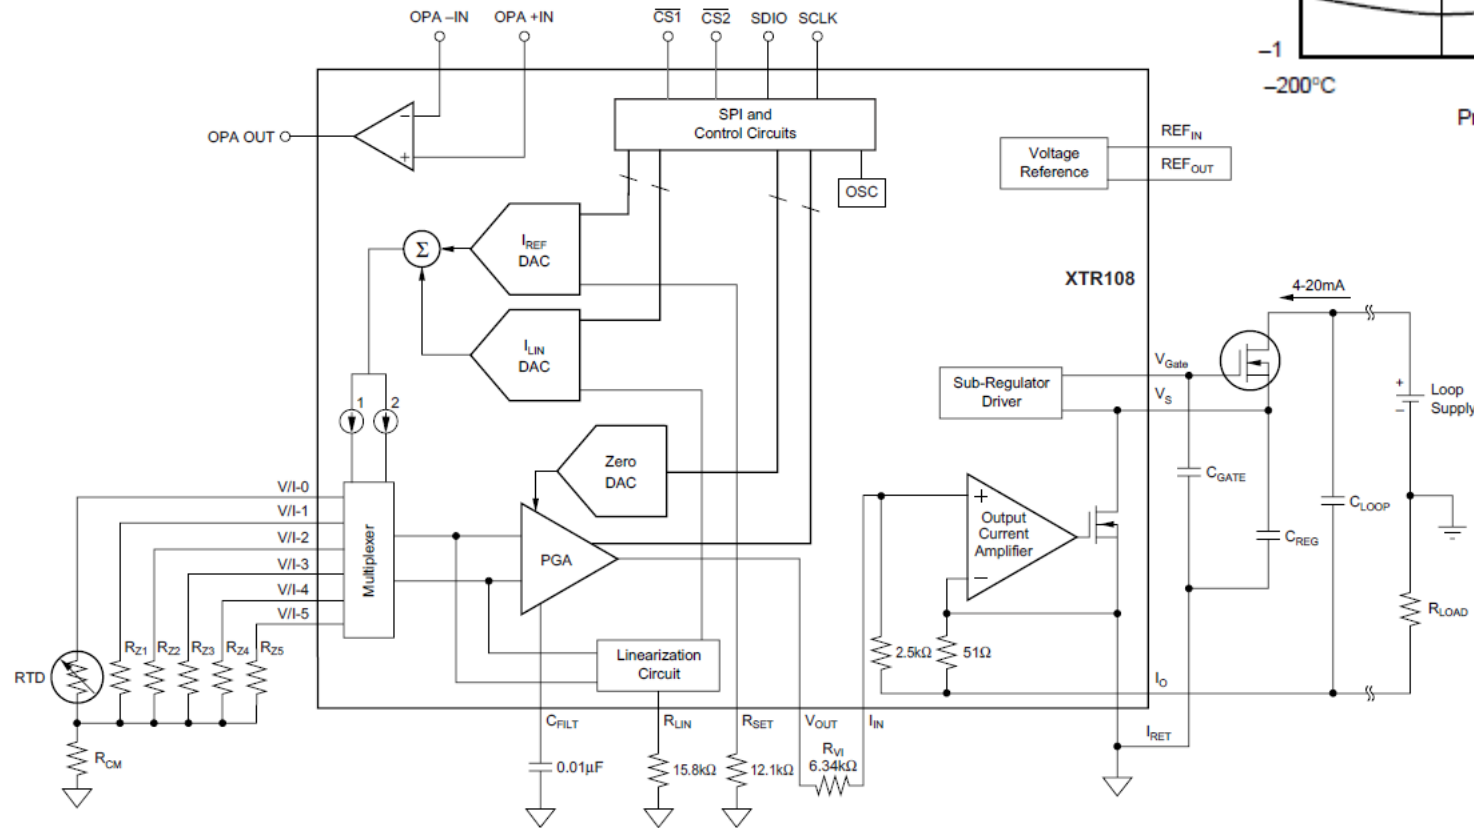 OPA –IN
OPA +IN
CS1
CS2
SDIO
SCLK
–1
–200°C
OPA OUT
–
+
SPI and
Control Circuits
OSC
Voltage
Reference
REFIN
REFOUT
Σ
IREF
DAC
ILIN
DAC
XTR108
4-20mA
1
2
Zero
DAC
Sub-Regulator
Driver
VGate
VS
+
–
Loop
Supply
V/I-0
V/I-1
V/I-2
V/I-3
V/I-4
V/I-5
Multiplexer
PGA
+
Output
Current
Amplifier
–
CGATE
CLOOP
CREG
RLOAD
RTD
RZ1
RZ2
RZ3
RZ4
RZ5
Linearization
Circuit
2.5kΩ
51Ω
IO
RCM
CFILT
RLIN
RSET
VOUT
IIN
IRET
0.01µF
15.8kΩ
12.1kΩ
RVI
6.34kΩ